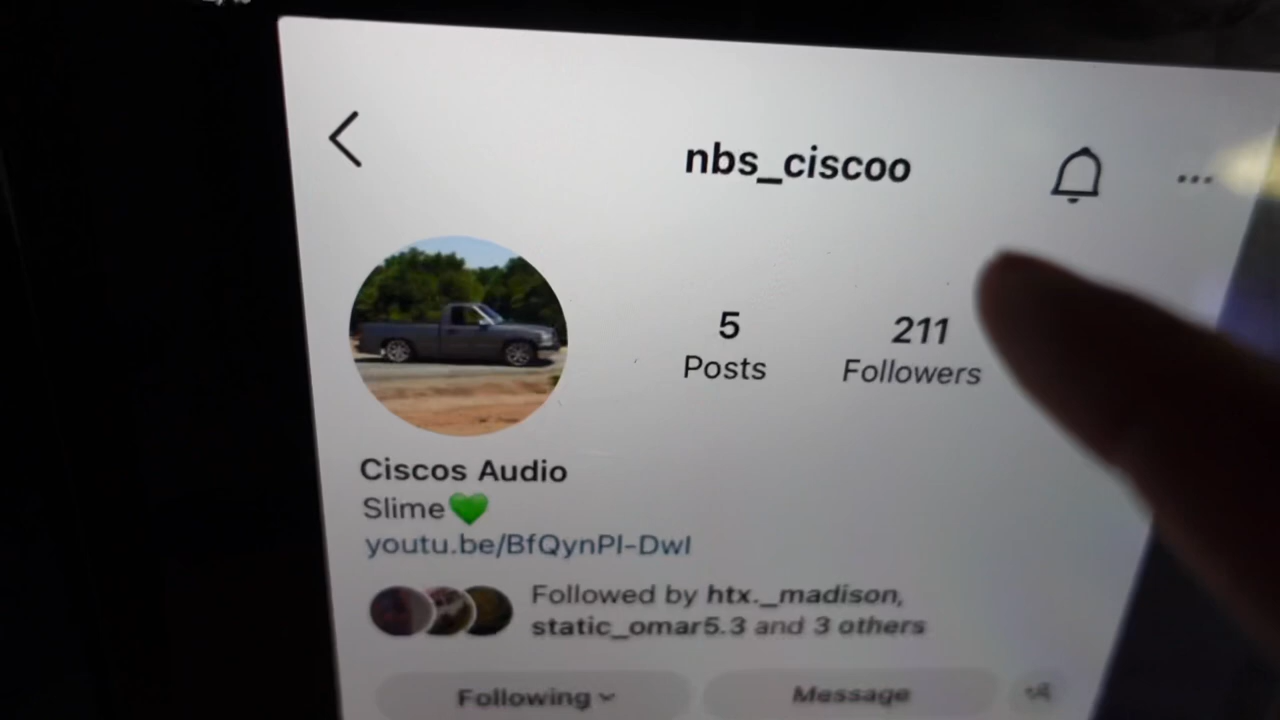 nbs_ciscoo
5
Posts
211
Followers
Ciscos Audio
Slime💚
youtu.be/BfQynPI-DwI
Followed by htx._madison,
static_omar5.3 and 3 others
Following
Message